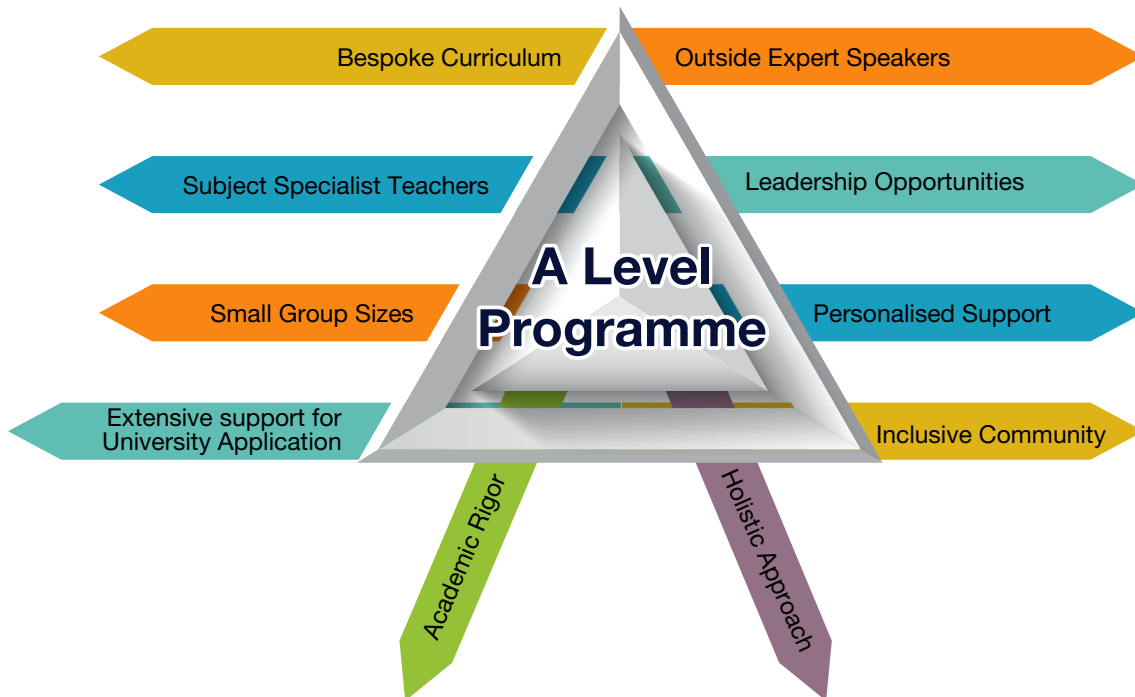 Bespoke Curriculum
Outside Expert Speakers
Subject Specialist Teachers
Leadership Opportunities
A Level
Programme
Small Group Sizes
Personalised Support
Extensive support for
University Application
Inclusive Community
Academic Rigor
Holistic Approach